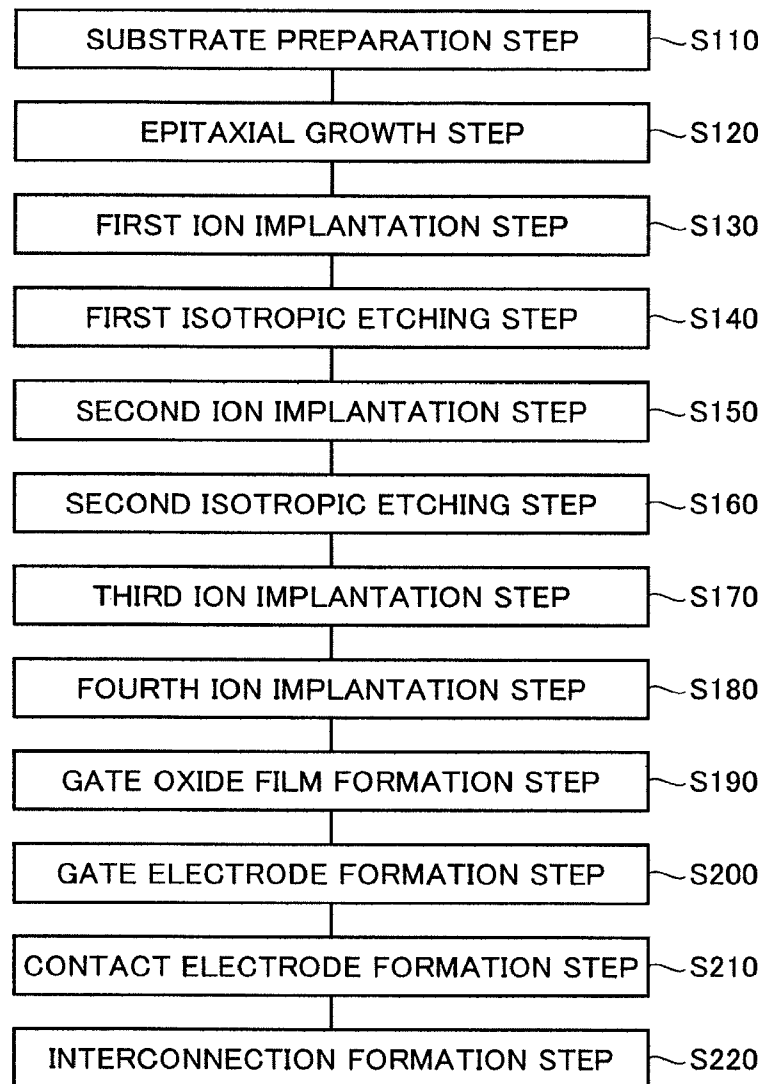 SUBSTRATE PREPARATION STEP S110
EPITAXIAL GROWTH STEP S120
FIRST ION IMPLANTATION STEP S130
FIRST ISOTROPIC ETCHING STEP S140
SECOND ION IMPLANTATION STEP S150
SECOND ISOTROPIC ETCHING STEP S160
THIRD ION IMPLANTATION STEP S170
FOURTH ION IMPLANTATION STEP S180
GATE OXIDE FILM FORMATION STEP S190
GATE ELECTRODE FORMATION STEP S200
CONTACT ELECTRODE FORMATION STEP S210
INTERCONNECTION FORMATION STEP S220